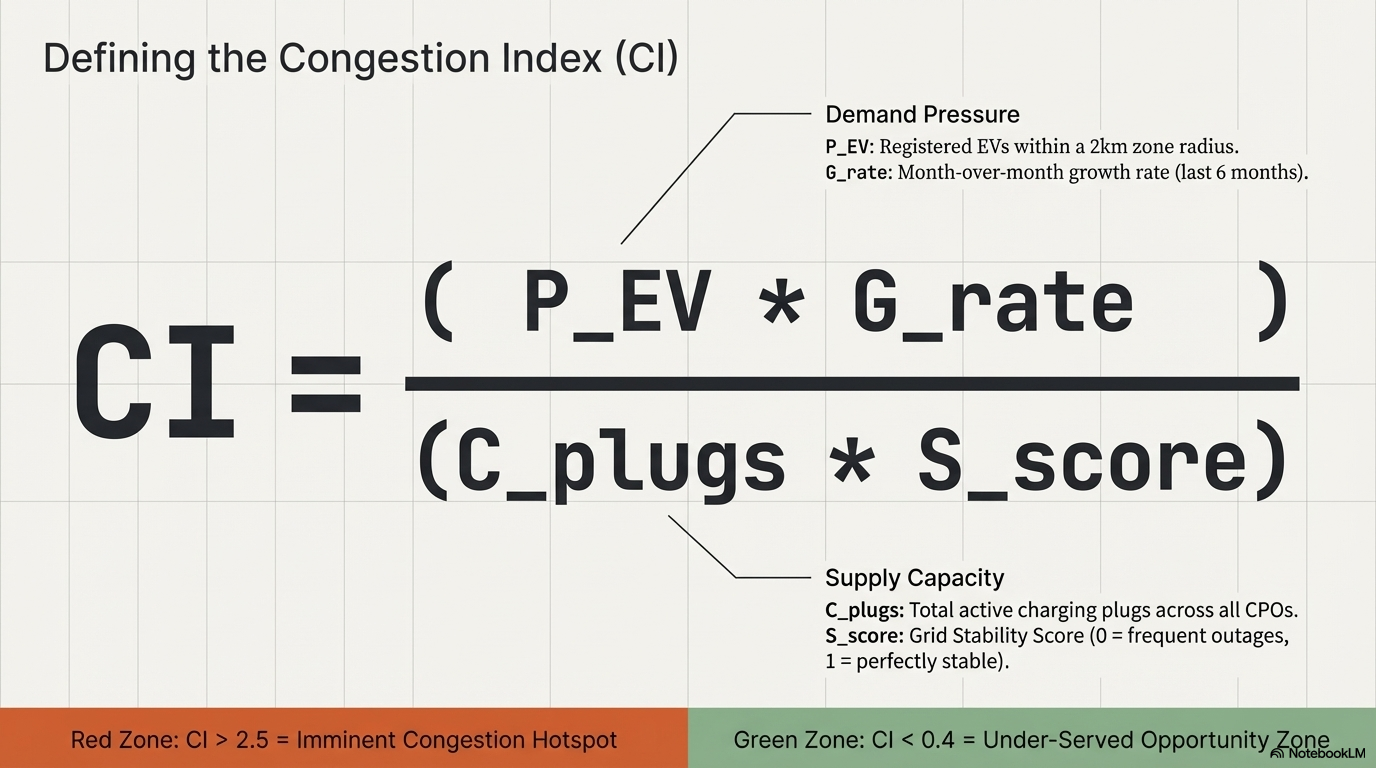 Defining the Congestion Index (CI)
Demand Pressure
P_EV: Registered EVs within a 2km zone radius.
G_rate: Month-over-month growth rate (last 6 months).
CI =
( P_EV * G_rate )
(C_plugs * S_score)
Supply Capacity
C_plugs: Total active charging plugs across all CPOs.
S_score: Grid Stability Score (0 = frequent outages,
1 = perfectly stable).
Red Zone: CI > 2.5 = Imminent Congestion Hotspot
Green Zone: CI < 0.4 = Under-Served Opportunity Zone
NotebookLM